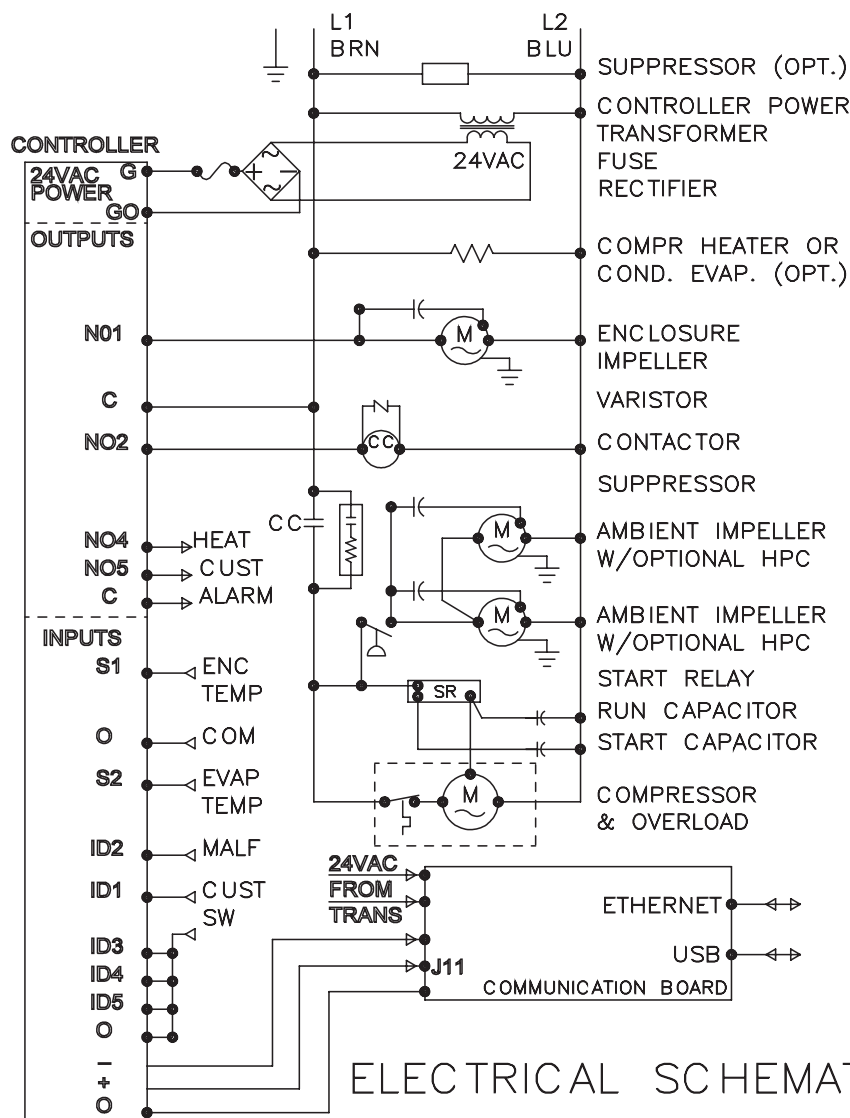 L1
BRN
L2
BLU
SUPPRESSOR (OPT.)
CONTROLLER POWER
TRANSFORMER
FUSE
RECTIFIER
24VAC
CONTROLLER
24VAC
POWER
G
GO
+
-
OUTPUTS
COMPR HEATER OR
COND. EVAP. (OPT.)
N01
M
ENCLOSURE
IMPELLER
C
VARISTOR
NO2
CC
CONTACTOR
SUPPRESSOR
CC
NO4
HEAT
M
AMBIENT IMPELLER
W/OPTIONAL HPC
NO5
CUST
C
ALARM
INPUTS
M
AMBIENT IMPELLER
W/OPTIONAL HPC
S1
ENC
TEMP
SR
START RELAY
RUN CAPACITOR
O
COM
START CAPACITOR
S2
EVAP
TEMP
M
COMPRESSOR
& OVERLOAD
ID2
MALF
ID1
CUST
SW
24VAC
FROM
TRANS
ETHERNET
USB
J11
COMMUNICATION BOARD
ID3
ID4
ID5
O
-
+
O
ELECTRICAL SCHEMAT